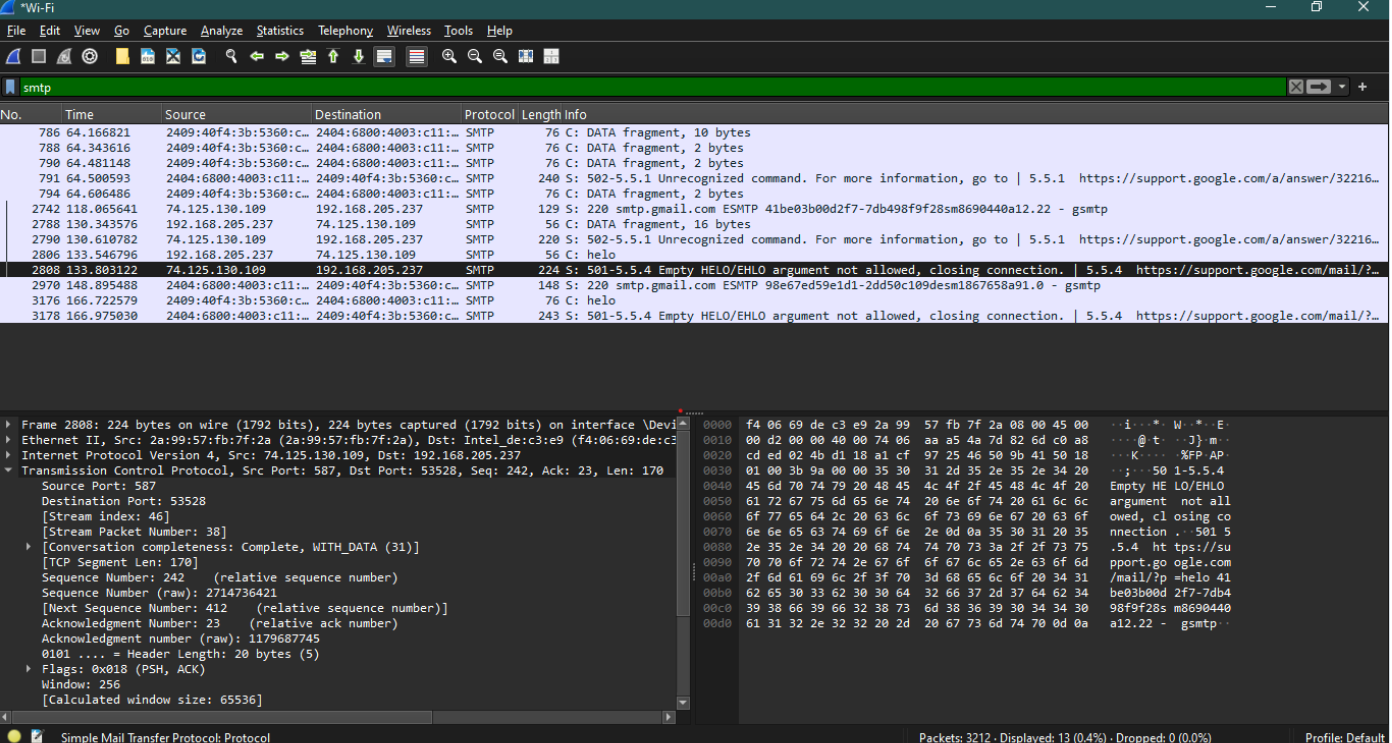 *Wi-Fi
File Edit View Go Capture Analyze Statistics Telephony Wireless Tools Help
smtp
No. Time Source Destination Protocol Length Info
786 64.166821 2409:40f4:3b:5360:c… 2404:6800:4003:c11:… SMTP 76 C: DATA fragment, 10 bytes
788 64.343616 2409:40f4:3b:5360:c… 2404:6800:4003:c11:… SMTP 76 C: DATA fragment, 2 bytes
790 64.481148 2409:40f4:3b:5360:c… 2404:6800:4003:c11:… SMTP 76 C: DATA fragment, 2 bytes
791 64.500593 2404:6800:4003:c11:… 2409:40f4:3b:5360:c… SMTP 240 S: 502-5.5.1 Unrecognized command. For more information, go to | 5.5.1 https://support.google.com/a/answer/32216…
794 64.606486 2409:40f4:3b:5360:c… 2404:6800:4003:c11:… SMTP 76 C: DATA fragment, 2 bytes
2742 118.065641 74.125.130.109 192.168.205.237 SMTP 129 S: 220 smtp.gmail.com ESMTP 41be03b00d2f7-7db498f9f28sm8690440a12.22 - gsmtp
2788 130.343576 192.168.205.237 74.125.130.109 SMTP 56 C: DATA fragment, 16 bytes
2790 130.610782 74.125.130.109 192.168.205.237 SMTP 220 S: 502-5.5.1 Unrecognized command. For more information, go to | 5.5.1 https://support.google.com/a/answer/32216…
2806 133.546796 192.168.205.237 74.125.130.109 SMTP 56 C: helo
2808 133.803122 74.125.130.109 192.168.205.237 SMTP 224 S: 501-5.5.4 Empty HELO/EHLO argument not allowed, closing connection. | 5.5.4 https://support.google.com/mail/?…
2970 148.895488 2404:6800:4003:c11:… 2409:40f4:3b:5360:c… SMTP 148 S: 220 smtp.gmail.com ESMTP 98e67ed59e1d1-2dd50c109desm1867658a91.0 - gsmtp
3176 166.722579 2409:40f4:3b:5360:c… 2404:6800:4003:c11:… SMTP 76 C: helo
3178 166.975030 2404:6800:4003:c11:… 2409:40f4:3b:5360:c… SMTP 243 S: 501-5.5.4 Empty HELO/EHLO argument not allowed, closing connection. | 5.5.4 https://support.google.com/mail/?…
Frame 2808: 224 bytes on wire (1792 bits), 224 bytes captured (1792 bits) on interface \Devi
Ethernet II, Src: 2a:99:57:fb:7f:2a (2a:99:57:fb:7f:2a), Dst: Intel_de:c3:e9 (f4:06:69:de:c3
Internet Protocol Version 4, Src: 74.125.130.109, Dst: 192.168.205.237
Transmission Control Protocol, Src Port: 587, Dst Port: 53528, Seq: 242, Ack: 23, Len: 170
Source Port: 587
Destination Port: 53528
[Stream index: 46]
[Stream Packet Number: 38]
[Conversation completeness: Complete, WITH_DATA (31)]
[TCP Segment Len: 170]
Sequence Number: 242 (relative sequence number)
Sequence Number (raw): 2714736421
[Next Sequence Number: 412 (relative sequence number)]
Acknowledgment Number: 23 (relative ack number)
Acknowledgment number (raw): 1179687745
0101 .... = Header Length: 20 bytes (5)
Flags: 0x018 (PSH, ACK)
Window: 256
[Calculated window size: 65536]
0000 f4 06 69 de c3 e9 2a 99 57 fb 7f 2a 08 00 45 00 ··i···*· W··*··E·
0010 00 d2 00 00 40 00 74 06 aa a5 4a 7d 82 6d c0 a8 ····@·t· ··J}·m··
0020 cd ed 02 4b d1 18 a1 cf 97 25 46 50 9b 41 50 18 ···K···· ·%FP·AP·
0030 01 00 3b 9a 00 00 35 30 31 2d 35 2e 35 2e 34 20 ··;···50 1-5.5.4
0040 45 6d 70 74 79 20 48 45 4c 4f 2f 45 48 4c 4f 20 Empty HE LO/EHLO
0050 61 72 67 75 6d 65 6e 74 20 6e 6f 74 20 61 6c 6c argument not all
0060 6f 77 65 64 2c 20 63 6c 6f 73 69 6e 67 20 63 6f owed, cl osing co
0070 6e 6e 65 63 74 69 6f 6e 2e 0d 0a 35 30 31 20 35 nnection .··501 5
0080 2e 35 2e 34 20 20 68 74 74 70 73 3a 2f 2f 73 75 .5.4 ht tps://su
0090 70 70 6f 72 74 2e 67 6f 6f 67 6c 65 2e 63 6f 6d pport.go ogle.com
00a0 2f 6d 61 69 6c 2f 3f 70 3d 68 65 6c 6f 20 34 31 /mail/?p =helo 41
00b0 62 65 30 33 62 30 30 64 32 66 37 2d 37 64 62 34 be03b00d 2f7-7db4
00c0 39 38 66 39 66 32 38 73 6d 38 36 39 30 34 34 30 98f9f28s m8690440
00d0 61 31 32 2e 32 32 20 2d 20 67 73 6d 74 70 0d 0a a12.22 - gsmtp··
Simple Mail Transfer Protocol: Protocol
Packets: 3212 · Displayed: 13 (0.4%) · Dropped: 0 (0.0%)
Profile: Default